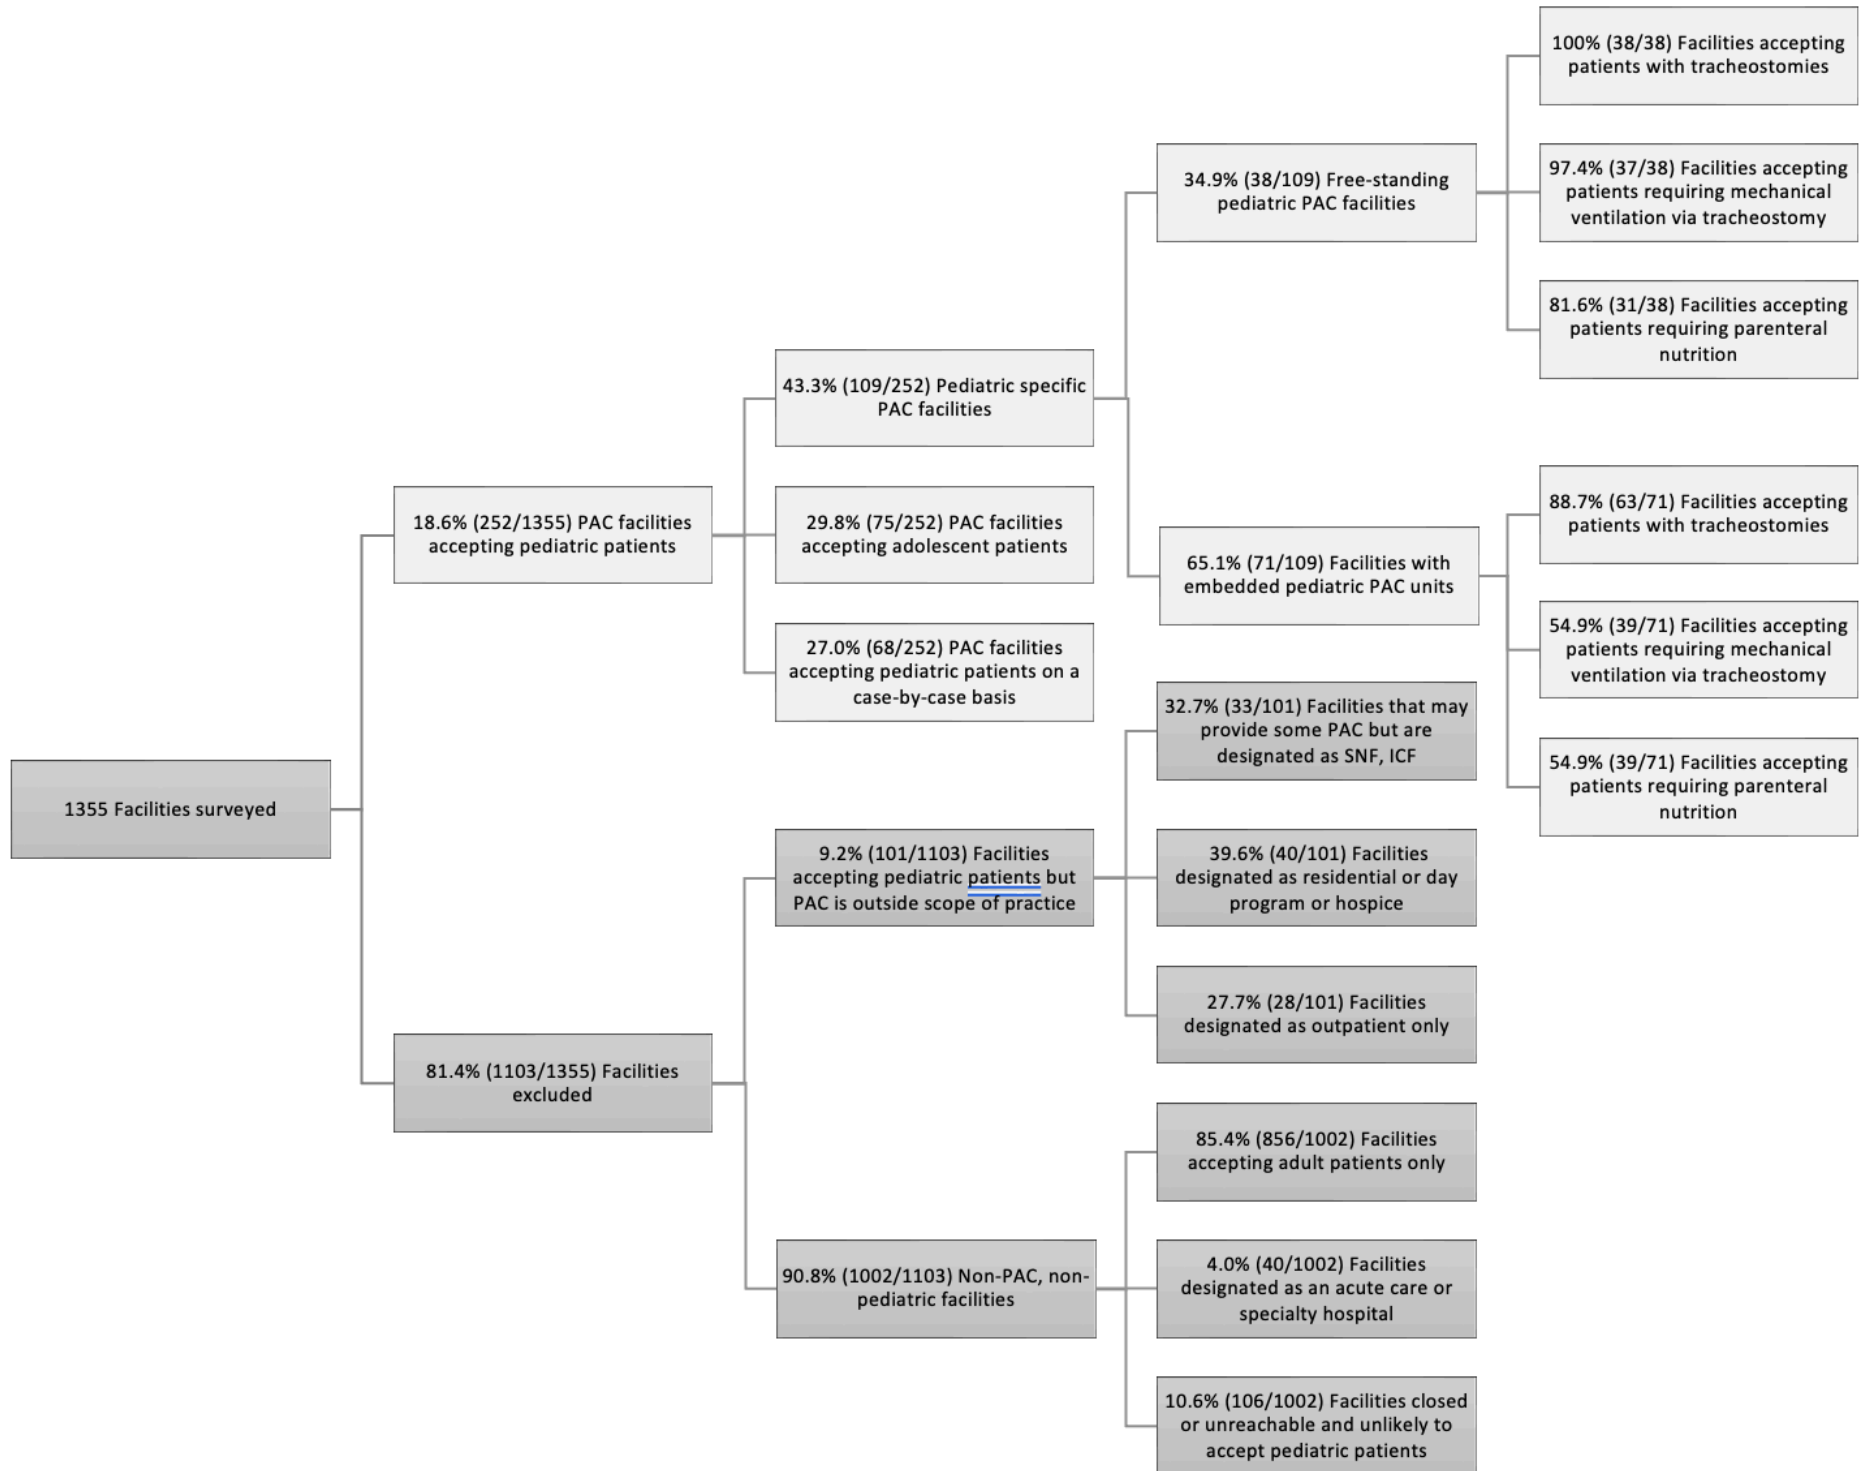 1355 Facilities surveyed
18.6% (252/1355) PAC facilities
accepting pediatric patients
81.4% (1103/1355) Facilities
excluded
43.3% (109/252) Pediatric specific
PAC facilities
29.8% (75/252) PAC facilities
accepting adolescent patients
27.0% (68/252) PAC facilities
accepting pediatric patients on a
case-by-case basis
9.2% (101/1103) Facilities
accepting pediatric patients but
PAC is outside scope of practice
90.8% (1002/1103) Non-PAC, non-
pediatric facilities
34.9% (38/109) Free-standing
pediatric PAC facilities
65.1% (71/109) Facilities with
embedded pediatric PAC units
32.7% (33/101) Facilities that may
provide some PAC but are
designated as SNF, ICF
39.6% (40/101) Facilities
designated as residential or day
program or hospice
27.7% (28/101) Facilities
designated as outpatient only
85.4% (856/1002) Facilities
accepting adult patients only
4.0% (40/1002) Facilities
designated as an acute care or
specialty hospital
10.6% (106/1002) Facilities closed
or unreachable and unlikely to
accept pediatric patients
100% (38/38) Facilities accepting
patients with tracheostomies
97.4% (37/38) Facilities accepting
patients requiring mechanical
ventilation via tracheostomy
81.6% (31/38) Facilities accepting
patients requiring parenteral
nutrition
88.7% (63/71) Facilities accepting
patients with tracheostomies
54.9% (39/71) Facilities accepting
patients requiring mechanical
ventilation via tracheostomy
54.9% (39/71) Facilities accepting
patients requiring parenteral
nutrition